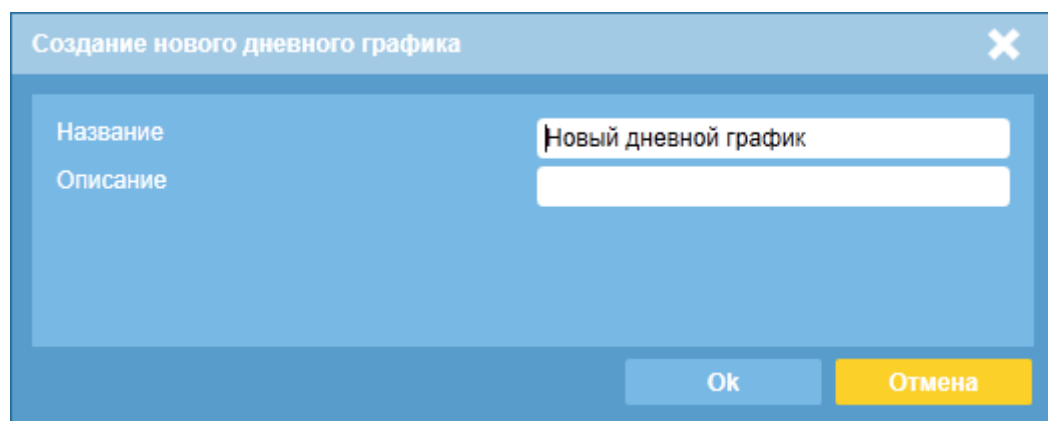 Создание нового дневного графика
Название
Новый дневной график
Описание
Ok
Отмена